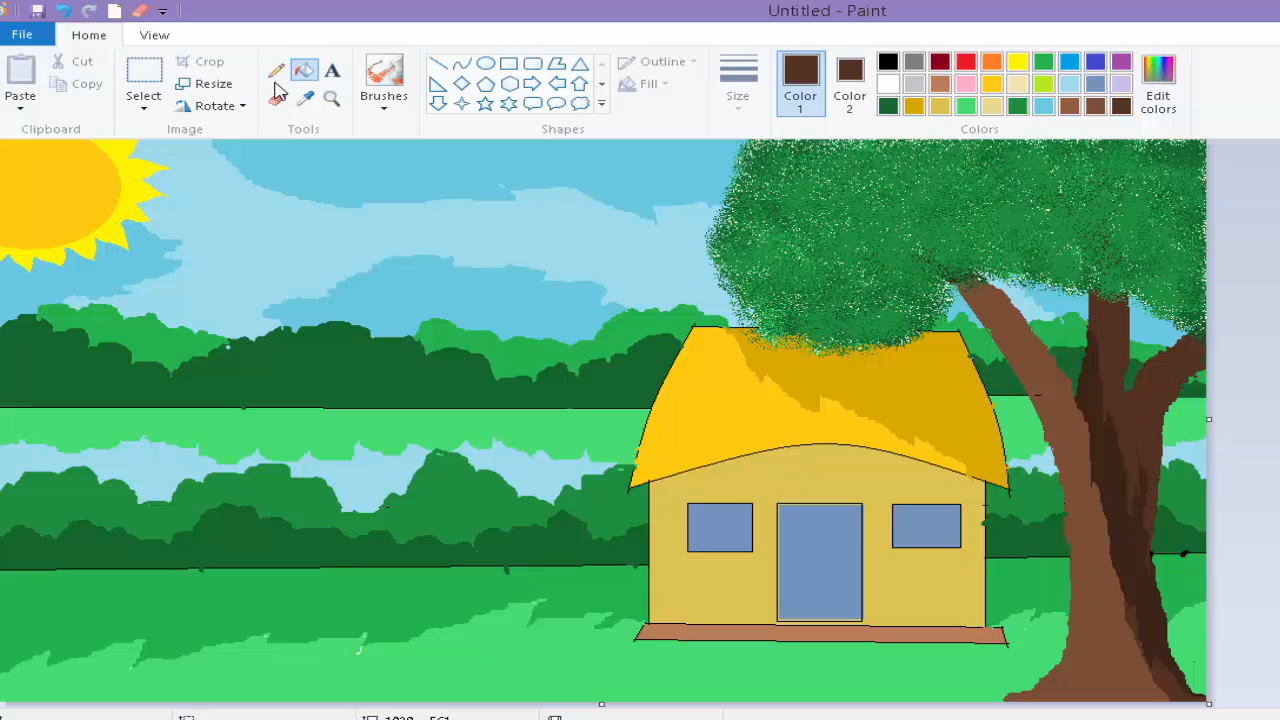 Untitled - Paint
File Home View
Cut
Copy
Paste
Clipboard
Select
Crop
Resize
Rotate
Image
Tools
Brushes
Outline
Fill
Shapes
Size
Color 1
Color 2
Edit colors
Colors